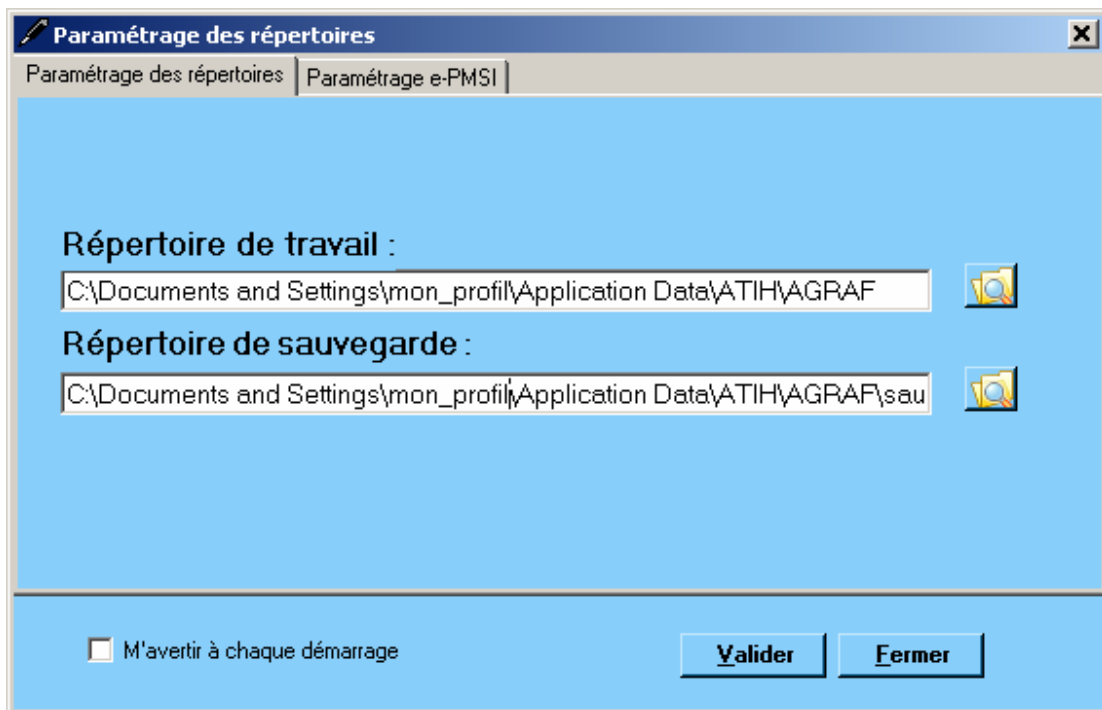 Paramétrage des répertoires
Paramétrage des répertoires Paramétrage e-PMSI
Répertoire de travail :
C:\Documents and Settings\mon_profil\Application Data\ATIH\AGRAF
Répertoire de sauvegarde :
C:\Documents and Settings\mon_profil\Application Data\ATIH\AGRAF\sau
M'avertir à chaque démarrage Valider Fermer